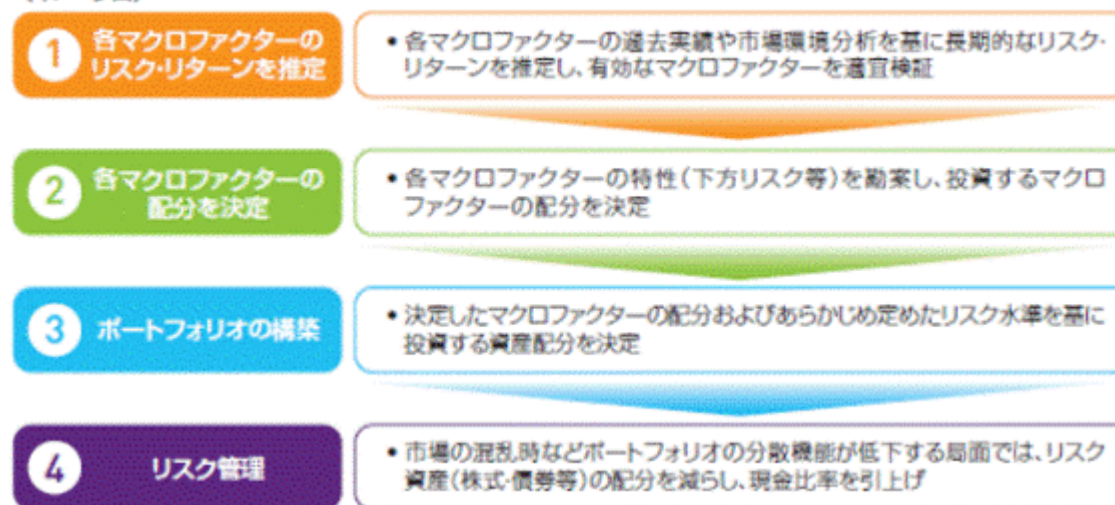 1
各マクロファクターの
リスク・リターンを推定
• 各マクロファクターの過去実績や市場環境分析を基に長期的なリスク・
リターンを推定し、有効なマクロファクターを適宜検証
2
各マクロファクターの
配分を決定
• 各マクロファクターの特性(下方リスク等)を勘案し、投資するマクロ
ファクターの配分を決定
3
ポートフォリオの構築
• 決定したマクロファクターの配分およびあらかじめ定めたリスク水準を基に
投資する資産配分を決定
4
リスク管理
• 市場の混乱時などポートフォリオの分散機能が低下する局面では、リスク
資産(株式・債券等)の配分を減らし、現金比率を引上げ